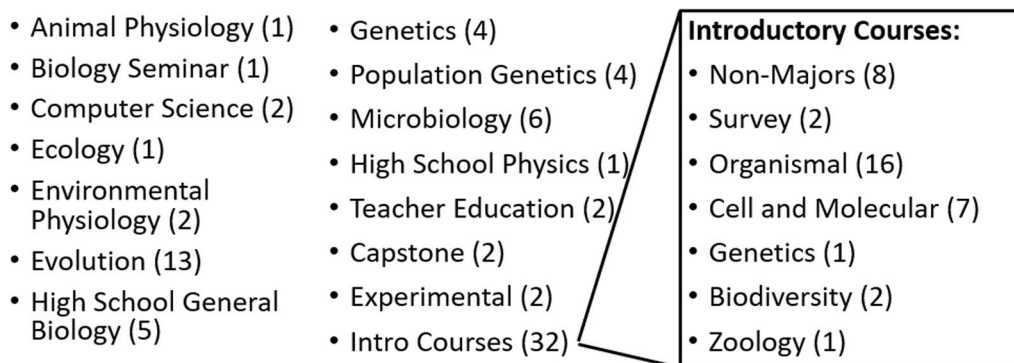 • Animal Physiology (1)
• Biology Seminar (1)
• Computer Science (2)
• Ecology (1)
• Environmental
Physiology (2)
• Evolution (13)
• High School General
Biology (5)
• Genetics (4)
• Population Genetics (4)
• Microbiology (6)
• High School Physics (1)
• Teacher Education (2)
• Capstone (2)
• Experimental (2)
• Intro Courses (32)
Introductory Courses:
• Non-Majors (8)
• Survey (2)
• Organismal (16)
• Cell and Molecular (7)
• Genetics (1)
• Biodiversity (2)
• Zoology (1)